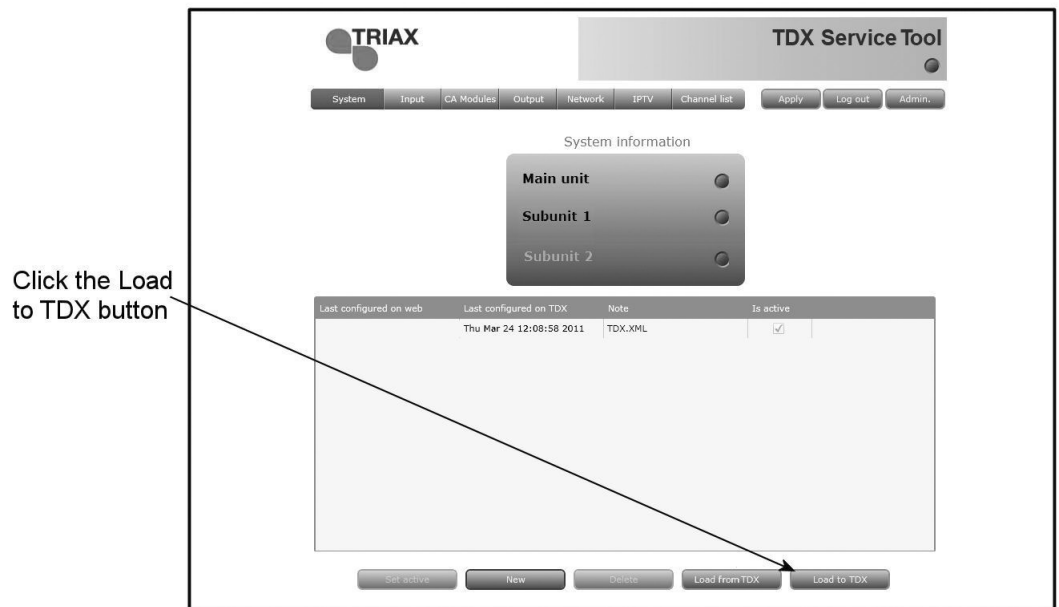 TRIAX
TDX Service Tool
System Input CA Modules Output Network IPTV Channel list Apply Log out Admin.
System information
Main unit
Subunit 1
Subunit 2
Click the Load
to TDX button
Last configured on web Last configured on TDX Note Is active
Thu Mar 24 12:08:58 2011 TDX.XML
Set active New Delete Load from TDX Load to TDX